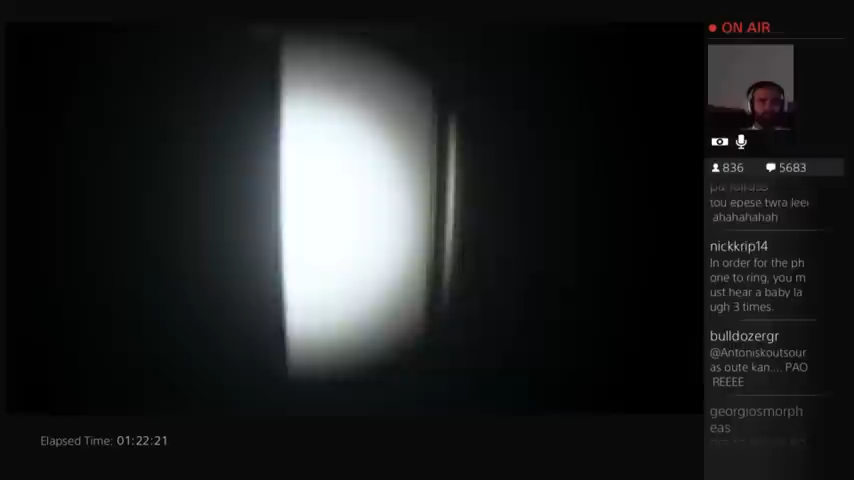 ON AIR
836 5683
tou epese twra leei
ahahahahah
nickkrip14
In order for the ph
one to ring, you m
ust hear a baby la
ugh 3 times.
bulldozergr
@Antoniskoutsour
as oute kan.... PAO
REEEE
georgiosmorph
eas
Elapsed Time: 01:22:21